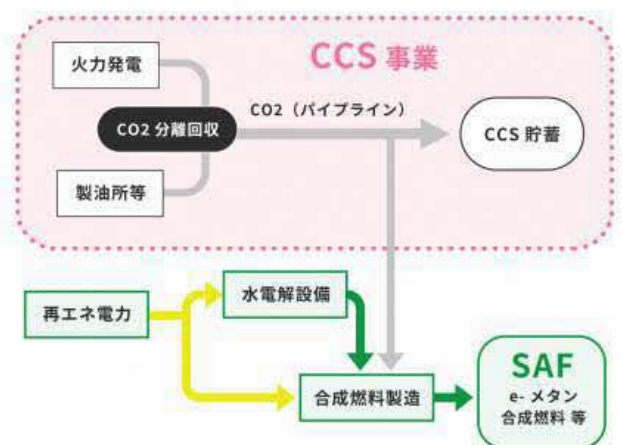 CCS 事業
火力発電
CO2 分離回収
CO2（パイプライン）
CCS 貯蓄
製油所等
再エネ電力
水電解設備
合成燃料製造
SAF
e- メタン
合成燃料 等